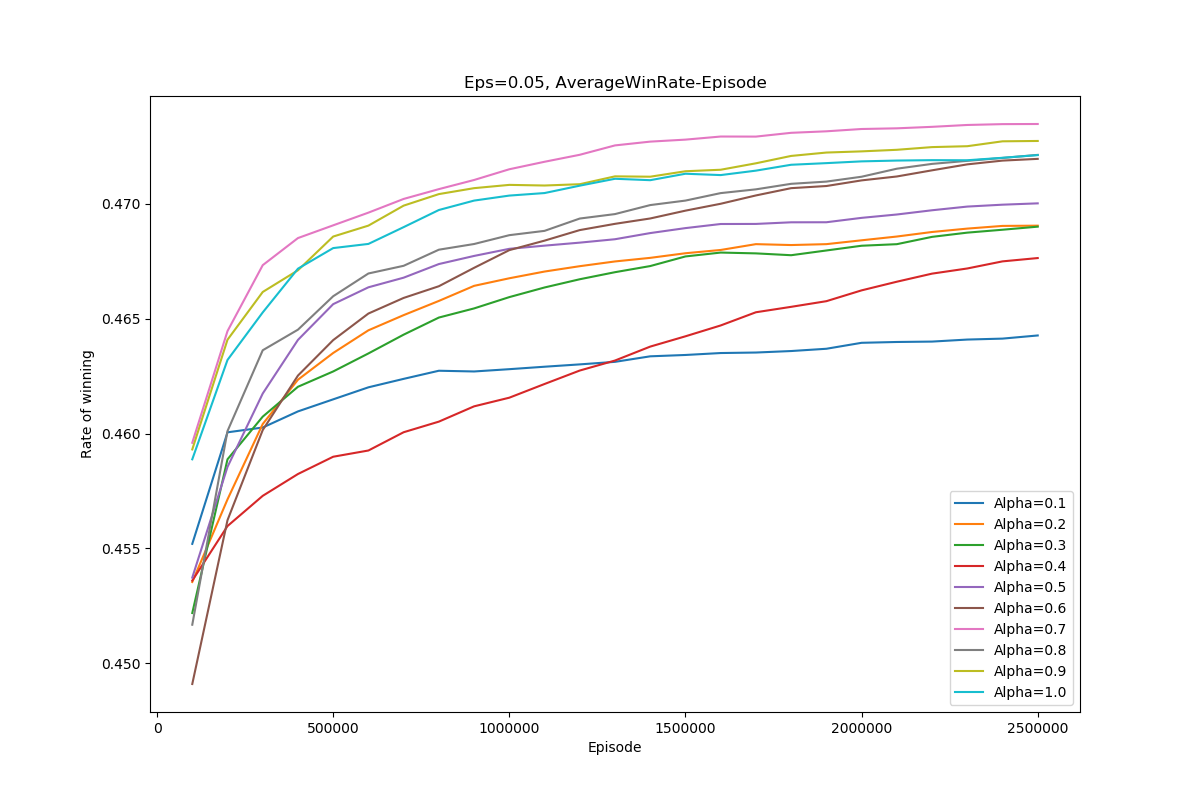 Eps=0.05, AverageWinRate-Episode
Rate of winning
0.470
0.465
0.460
0.455
0.450
Alpha=0.1
Alpha=0.2
Alpha=0.3
Alpha=0.4
Alpha=0.5
Alpha=0.6
Alpha=0.7
Alpha=0.8
Alpha=0.9
Alpha=1.0
0 500000 1000000 1500000 2000000 2500000
Episode